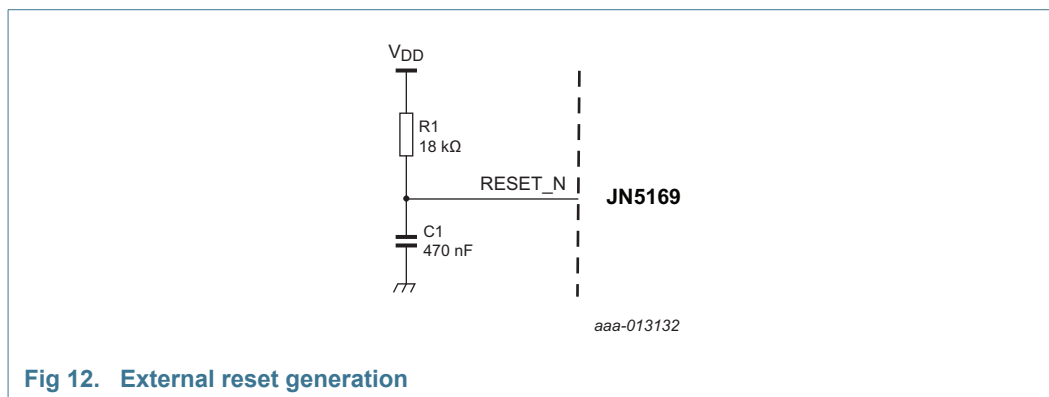 VDD
R1
18 kΩ
RESET_N
JN5169
C1
470 nF
aaa-013132
Fig 12. External reset generation